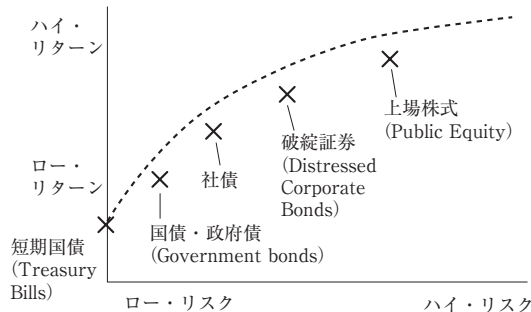 ハイ・
リターン
上場株式
(Public Equity)
破綻証券
(Distressed
Corporate
Bonds)
ロー・
リターン
社債
国債・政府債
(Government bonds)
短期国債
(Treasury
Bills)
ロー・リスク
ハイ・リスク